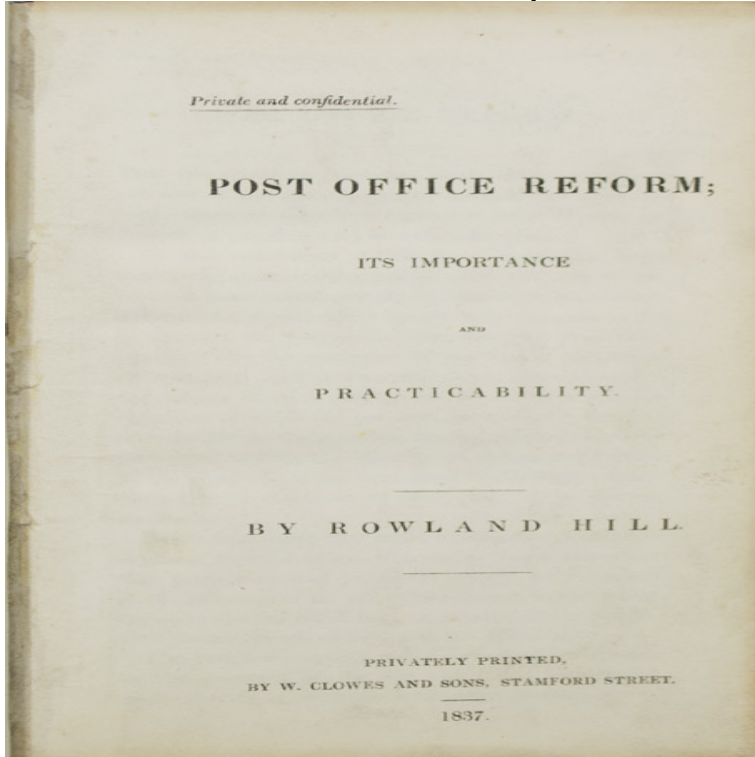 Private and confidential.
POST OFFICE REFORM;
ITS IMPORTANCE
AND
PRACTICABILITY.
BY ROWLAND HILL.
PRIVATELY PRINTED,
BY W. CLOWES AND SONS, STAMFORD STREET.
1837.